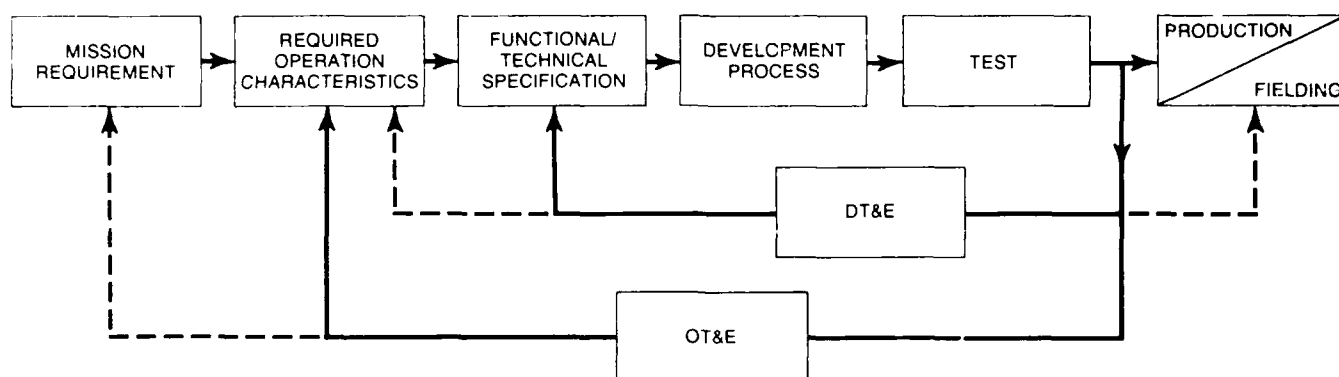 MISSION
REQUIREMENT
REQUIRED
OPERATION
CHARACTERISTICS
FUNCTIONAL/
TECHNICAL
SPECIFICATION
DEVELCPMENT
PROCESS
TEST
PRODUCTION
FIELDING
DT&E
OT&E